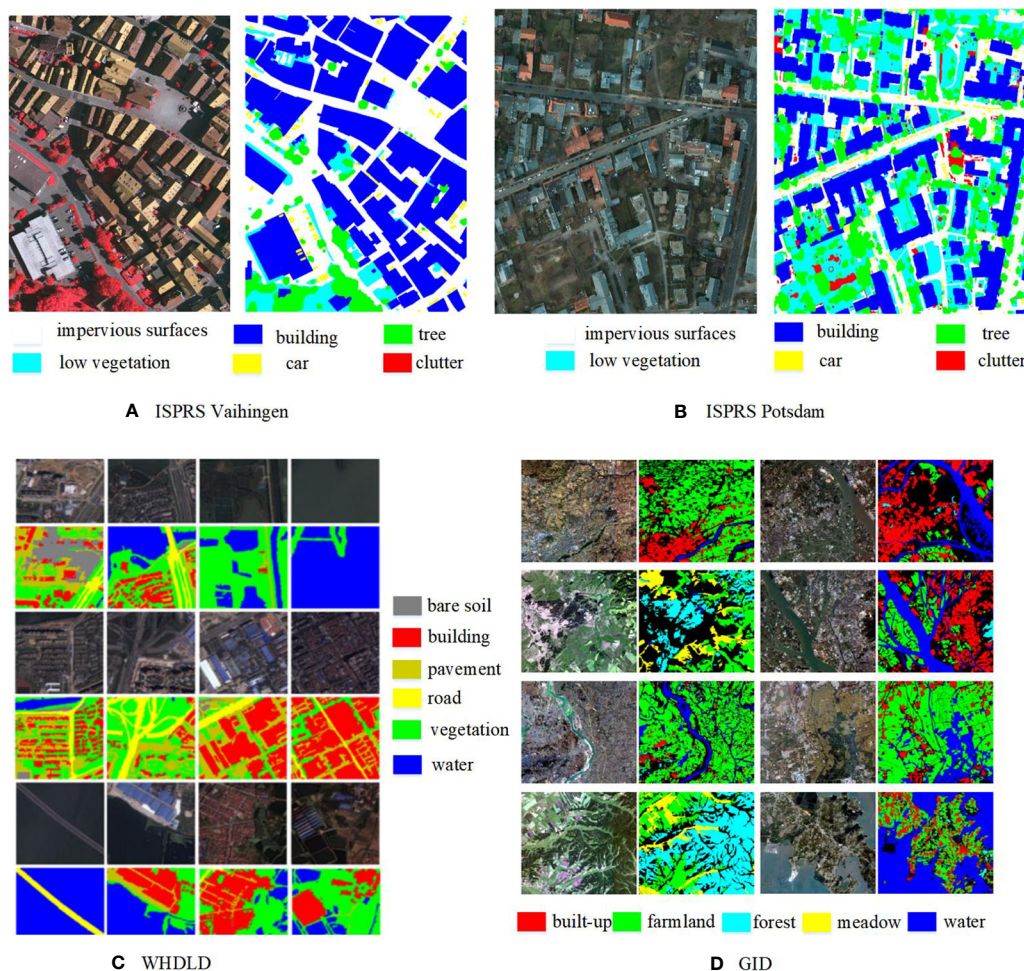 impervious surfaces building tree
low vegetation car clutter
A ISPRS Vaihingen
impervious surfaces building tree
low vegetation car clutter
B ISPRS Potsdam
bare soil
building
pavement
road
vegetation
water
C WHDLD
built-up farmland forest meadow water
D GID